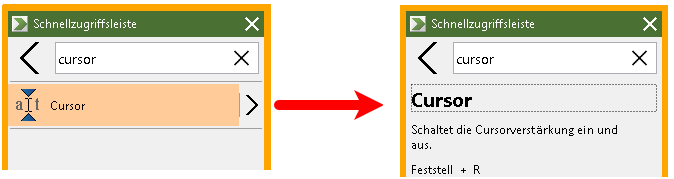 Schnellzugriffsleiste
cursor
a t Cursor
Schnellzugriffsleiste
cursor
Cursor
Schaltet die Cursorverstärkung ein und
aus.
Feststell + R